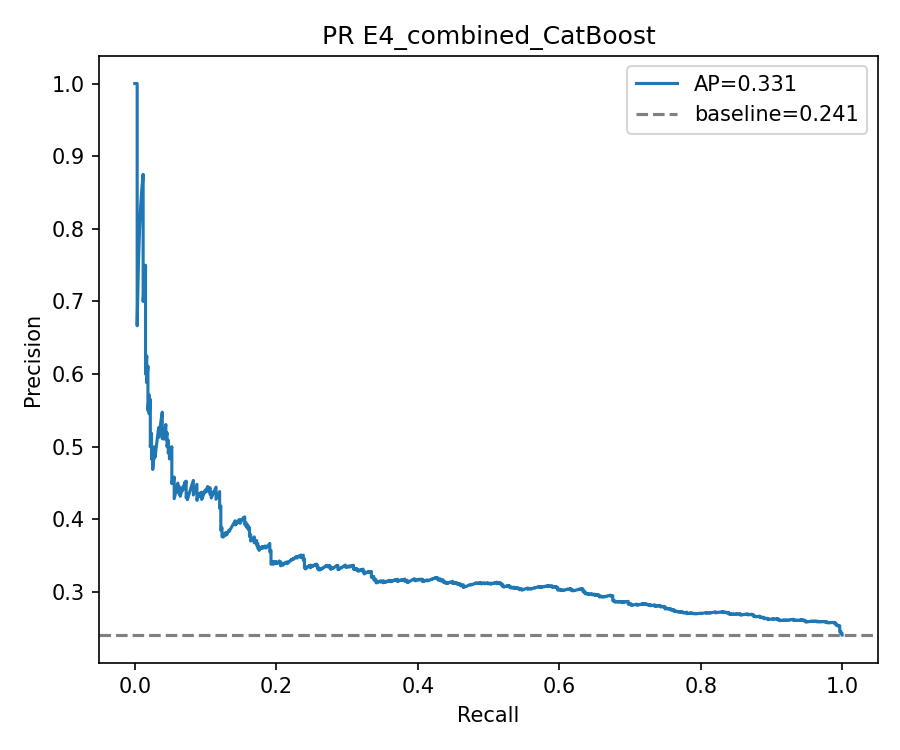 PR E4_combined_CatBoost
AP=0.331
baseline=0.241
1.0
0.9
0.8
0.7
0.6
0.5
0.4
0.3
Precision
0.0 0.2 0.4 0.6 0.8 1.0
Recall